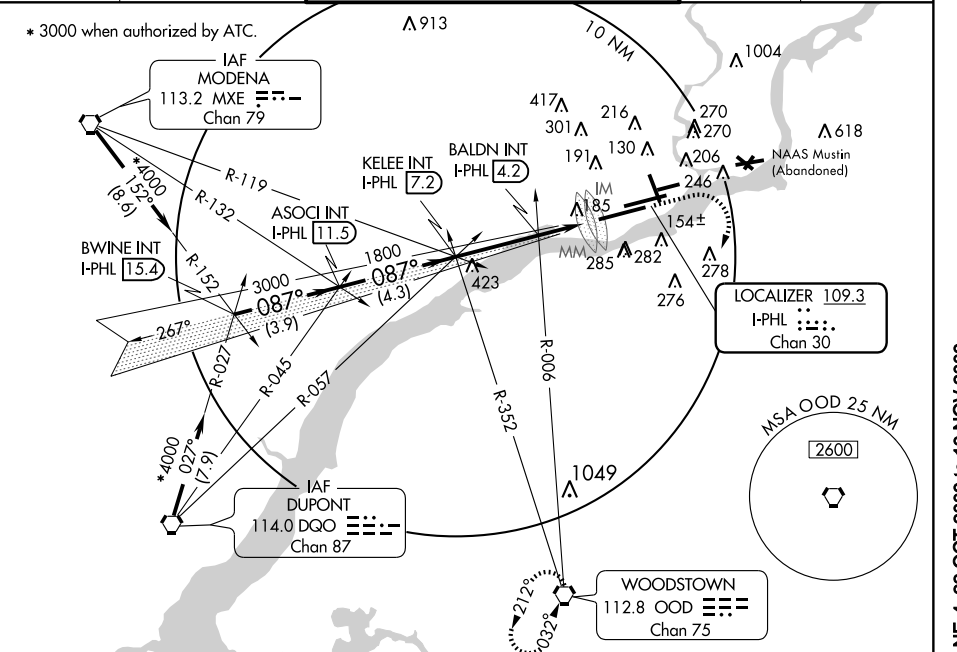 * 3000 when authorized by ATC.
913
10 NM
1004
IAF
MODENA
113.2 MXE
Chan 79
417
301
216
130
191
270
270
206
246
618
NAAS Mustin
(Abandoned)
*4000
152°
(8.6)
R-119
R-132
R-152
KELEE INT
I-PHL 7.2
BALDN INT
I-PHL 4.2
ASOCI INT
I-PHL 11.5
BWINE INT
I-PHL 15.4
IM
185
MM
154±
285
282
278
276
423
3000
087°
(3.9)
1800
087°
(4.3)
267°
R-027
R-045
R-057
R-352
R-006
LOCALIZER 109.3
I-PHL
Chan 30
*4000
027°
(7.9)
IAF
DUPONT
114.0 DQO
Chan 87
1049
MSA OOD 25 NM
2600
212°
032°
WOODSTOWN
112.8 OOD
Chan 75